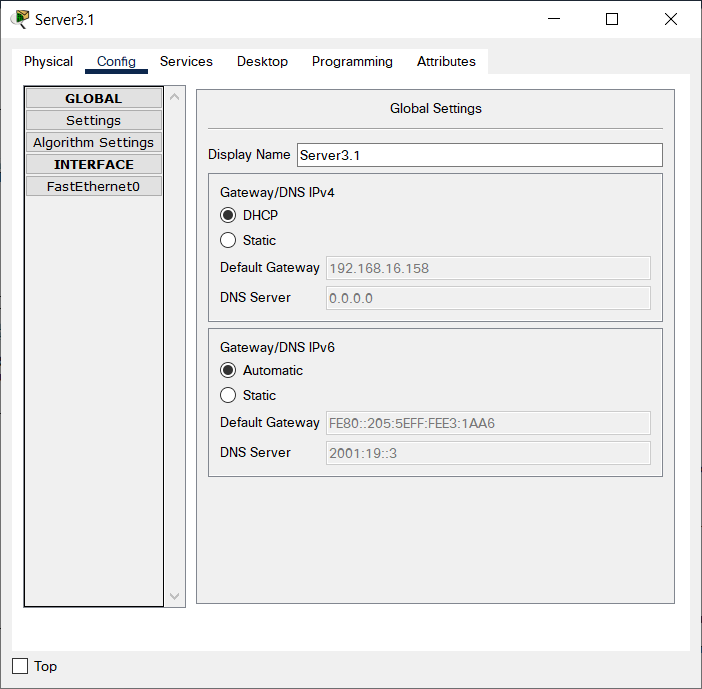 Server3.1
Physical Config Services Desktop Programming Attributes
GLOBAL
Settings
Algorithm Settings
INTERFACE
FastEthernet0
Global Settings
Display Name Server3.1
Gateway/DNS IPv4
DHCP
Static
Default Gateway 192.168.16.158
DNS Server 0.0.0.0
Gateway/DNS IPv6
Automatic
Static
Default Gateway FE80::205:5EFF:FEE3:1AA6
DNS Server 2001:19::3
Top